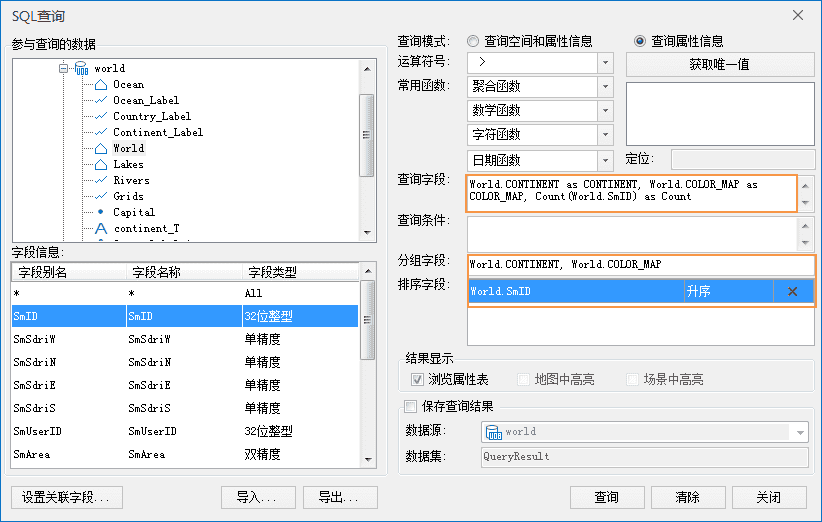 SQL查询
参与查询的数据
world
Ocean
Ocean_Label
Country_Label
Continent_Label
World
Lakes
Rivers
Grids
Capital
continent_T
字段信息:
字段别名 字段名称 字段类型
* * All
SmID SmID 32位整型
SmSdriW SmSdriW 单精度
SmSdriN SmSdriN 单精度
SmSdriE SmSdriE 单精度
SmSdriS SmSdriS 单精度
SmUserID SmUserID 32位整型
SmArea SmArea 双精度
设置关联字段... 导入... 导出...
查询模式: 查询空间和属性信息 查询属性信息
运算符号: > 获取唯一值
常用函数: 聚合函数
数学函数
字符函数
日期函数 定位:
查询字段: World.CONTINENT as CONTINENT, World.COLOR_MAP as
COLOR_MAP, Count(World.SmID) as Count
查询条件:
分组字段: World.CONTINENT, World.COLOR_MAP
排序字段: World.SmID 升序
结果显示
浏览属性表 地图中高亮 场景中高亮
保存查询结果
数据源: world
数据集: QueryResult
查询 清除 关闭